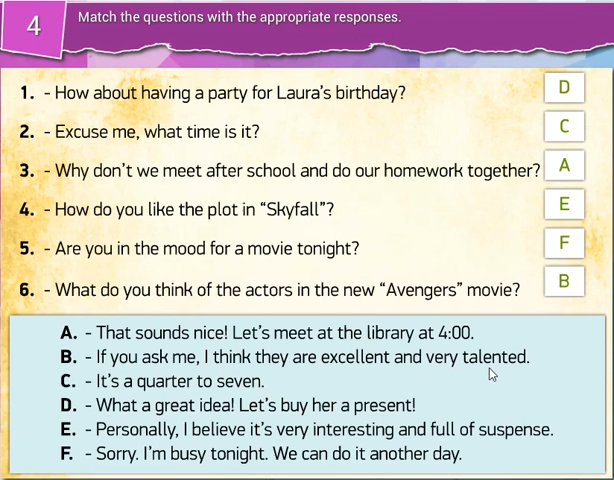 4 Match the questions with the appropriate responses.
1. - How about having a party for Laura's birthday? D
2. - Excuse me, what time is it? C
3. - Why don't we meet after school and do our homework together? A
4. - How do you like the plot in “Skyfall”? E
5. - Are you in the mood for a movie tonight? F
6. - What do you think of the actors in the new “Avengers” movie? B
A. - That sounds nice! Let's meet at the library at 4:00.
B. - If you ask me, I think they are excellent and very talented.
C. - It's a quarter to seven.
D. - What a great idea! Let's buy her a present!
E. - Personally, I believe it's very interesting and full of suspense.
F. - Sorry. I'm busy tonight. We can do it another day.